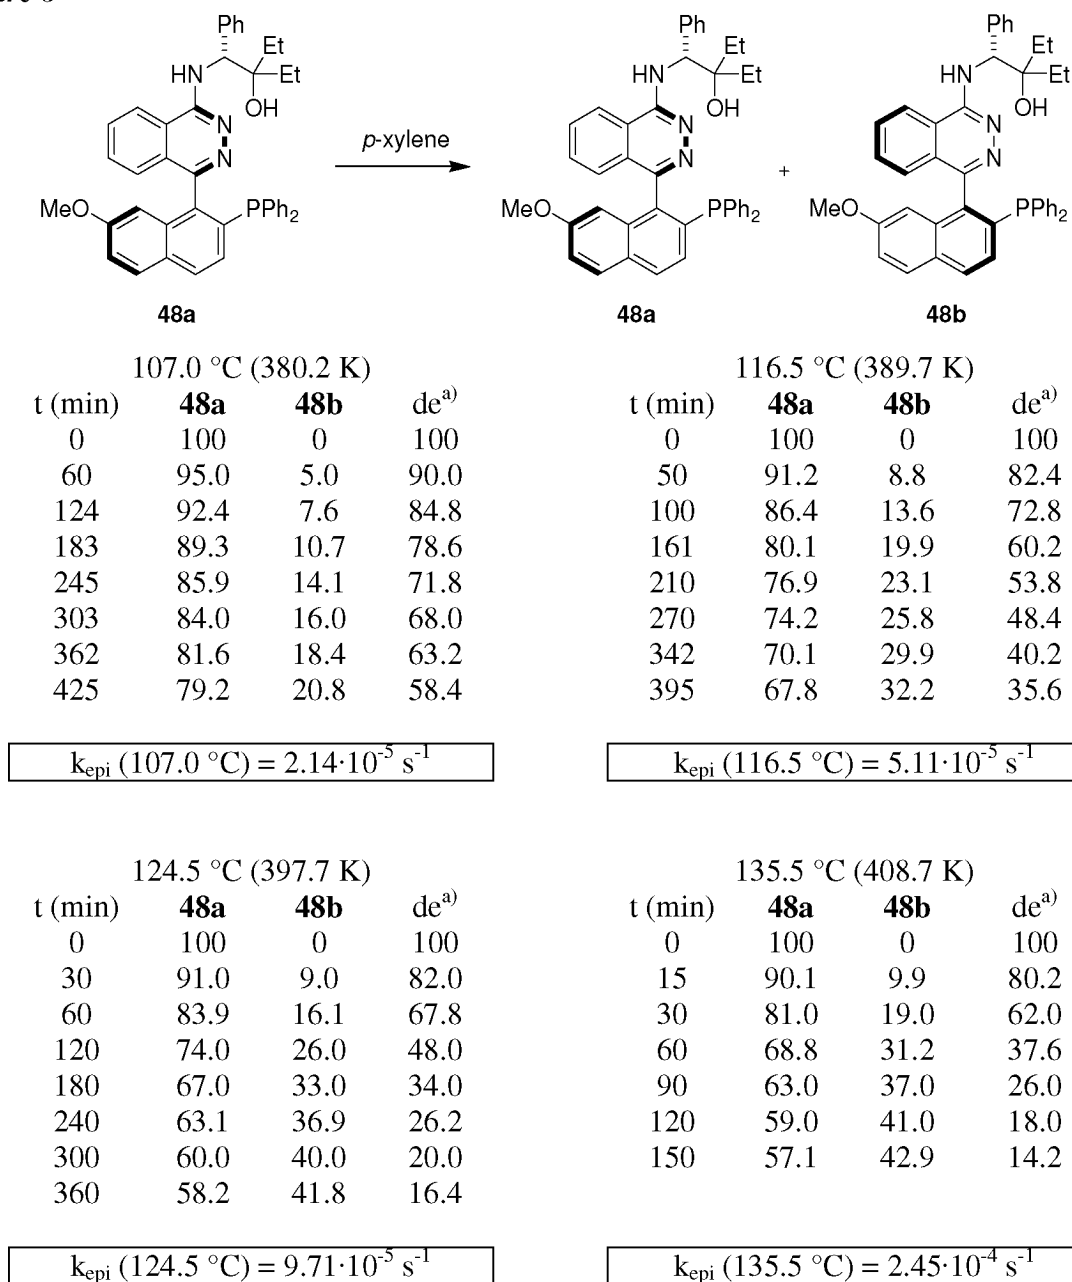 Ph
Et
Et
HN
OH
N
N
MeO
PPh2
48a
p-xylene
Ph
Et
Et
HN
OH
N
N
MeO
PPh2
48a
+
Ph
Et
Et
HN
OH
N
N
MeO
PPh2
48b
107.0 °C (380.2 K)
t (min) 48a 48b de a)
0 100 0 100
60 95.0 5.0 90.0
124 92.4 7.6 84.8
183 89.3 10.7 78.6
245 85.9 14.1 71.8
303 84.0 16.0 68.0
362 81.6 18.4 63.2
425 79.2 20.8 58.4
kepi (107.0 °C) = 2.14·10-5 s-1
116.5 °C (389.7 K)
t (min) 48a 48b de a)
0 100 0 100
50 91.2 8.8 82.4
100 86.4 13.6 72.8
161 80.1 19.9 60.2
210 76.9 23.1 53.8
270 74.2 25.8 48.4
342 70.1 29.9 40.2
395 67.8 32.2 35.6
kepi (116.5 °C) = 5.11·10-5 s-1
124.5 °C (397.7 K)
t (min) 48a 48b de a)
0 100 0 100
30 91.0 9.0 82.0
60 83.9 16.1 67.8
120 74.0 26.0 48.0
180 67.0 33.0 34.0
240 63.1 36.9 26.2
300 60.0 40.0 20.0
360 58.2 41.8 16.4
kepi (124.5 °C) = 9.71·10-5 s-1
135.5 °C (408.7 K)
t (min) 48a 48b de a)
0 100 0 100
15 90.1 9.9 80.2
30 81.0 19.0 62.0
60 68.8 31.2 37.6
90 63.0 37.0 26.0
120 59.0 41.0 18.0
150 57.1 42.9 14.2
kepi (135.5 °C) = 2.45·10-4 s-1